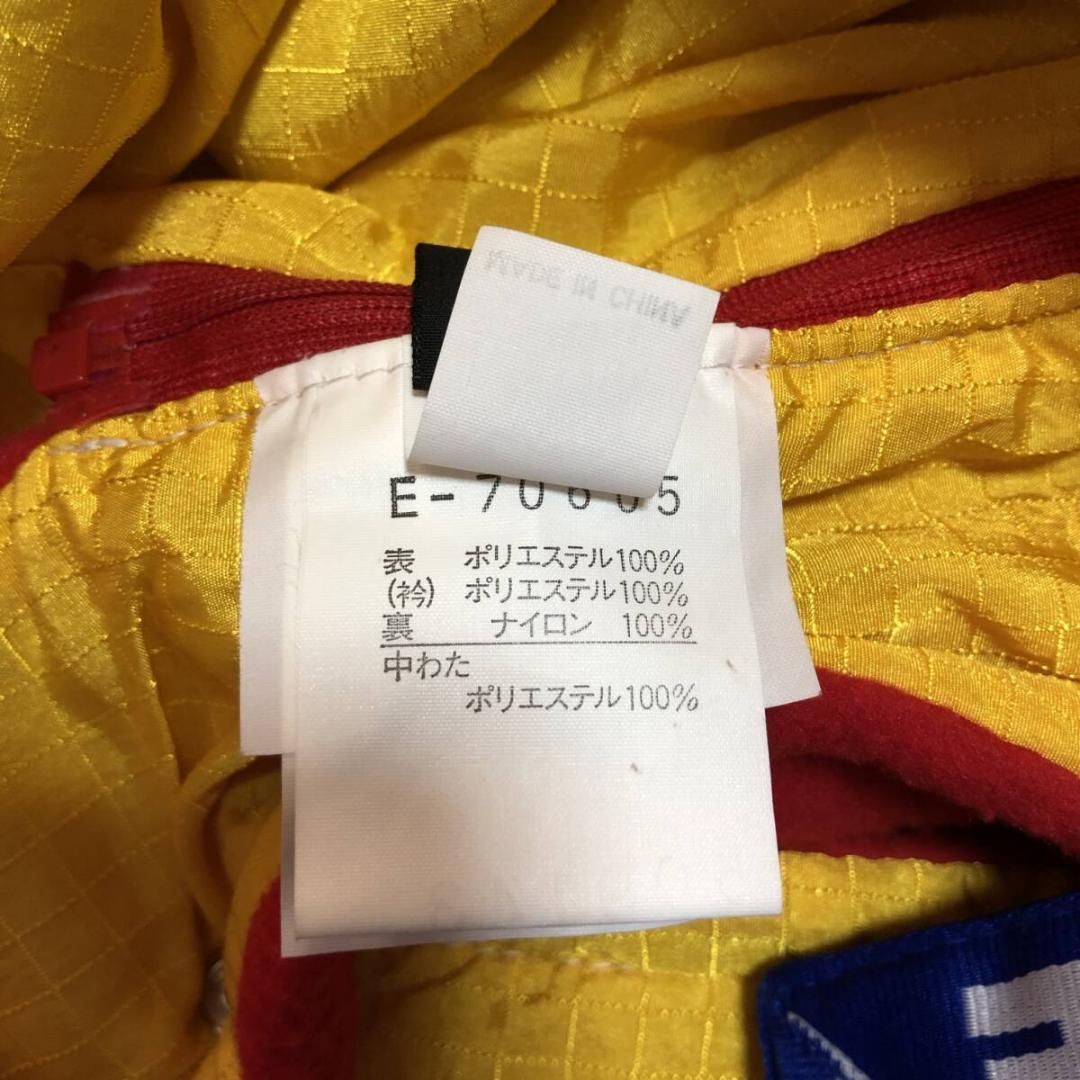 MADE IN CHINA
E-70605
表 ポリエステル100%
(衿) ポリエステル100%
裏 ナイロン 100%
中わた
ポリエステル100%